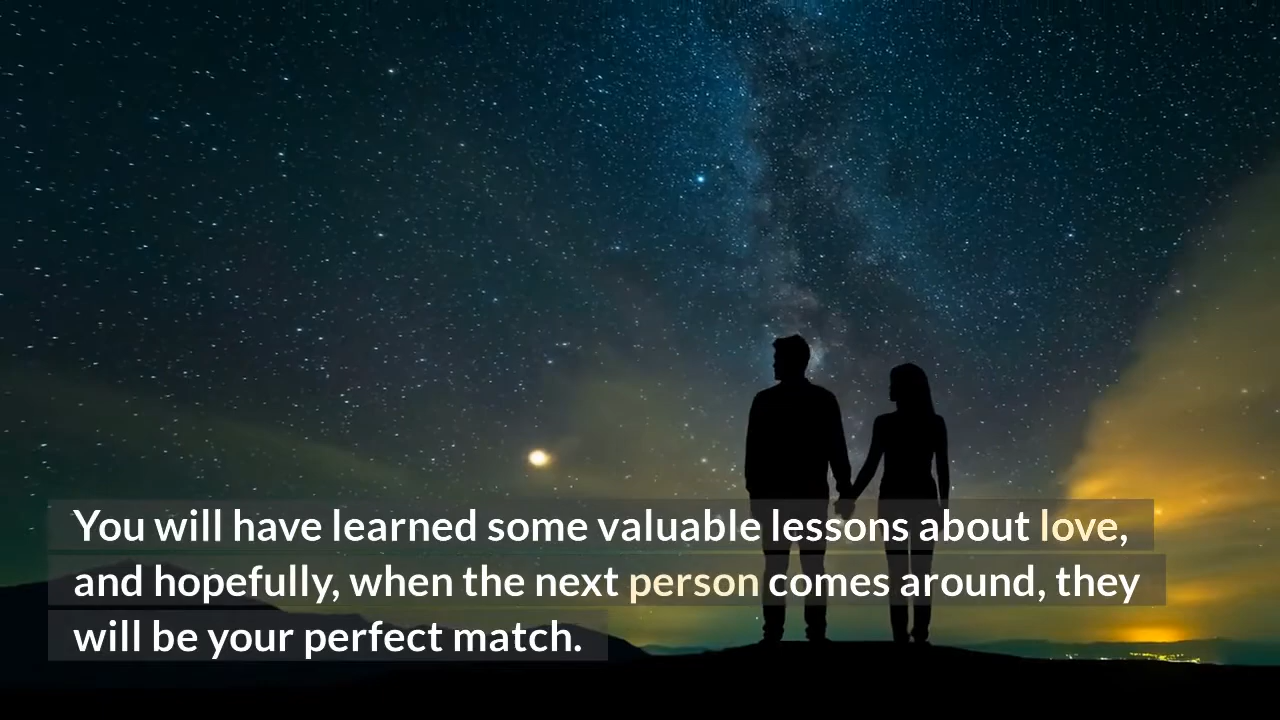 You will have learned some valuable lessons about love,
and hopefully, when the next person comes around, they
will be your perfect match.